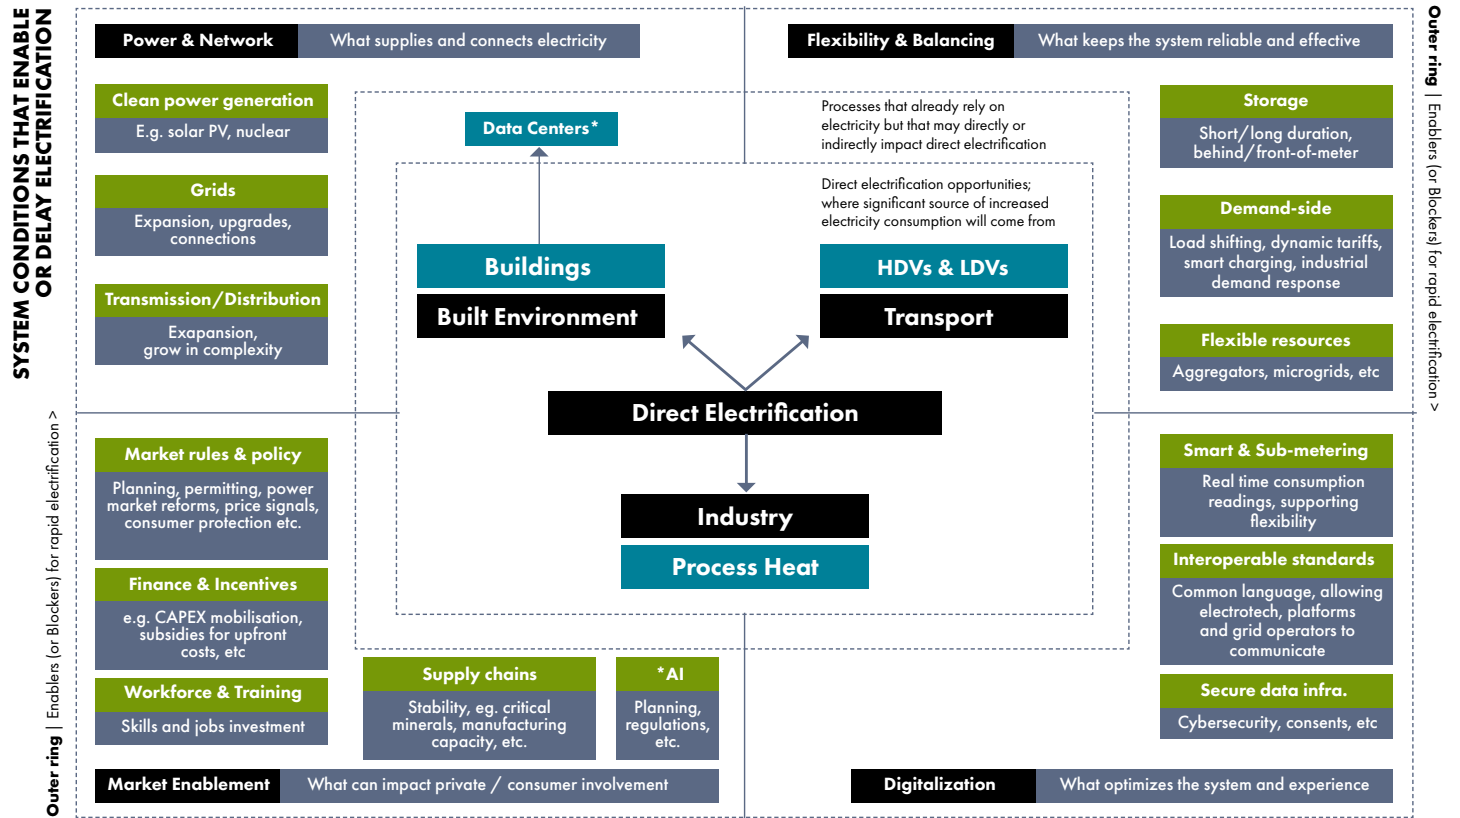 SYSTEM CONDITIONS THAT ENABLE
OR DELAY ELECTRIFICATION
Power & Network
What supplies and connects electricity
Clean power generation
E.g. solar PV, nuclear
Grids
Expansion, upgrades,
connections
Transmission/Distribution
Exapansion,
grow in complexity
Flexibility & Balancing
What keeps the system reliable and effective
Storage
Short/long duration,
behind/front-of-meter
Demand-side
Load shifting, dynamic tariffs,
smart charging, industrial
demand response
Flexible resources
Aggregators, microgrids, etc
Outer ring | Enablers (or Blockers) for rapid electrification >
Data Centers*
Processes that already rely on
electricity but that may directly or
indirectly impact direct electrification
Direct electrification opportunities;
where significant source of increased
electricity consumption will come from
Buildings
Built Environment
HDVs & LDVs
Transport
Direct Electrification
Industry
Process Heat
Outer ring | Enablers (or Blockers) for rapid electrification >
Market rules & policy
Planning, permitting, power
market reforms, price signals,
consumer protection etc.
Finance & Incentives
e.g. CAPEX mobilisation,
subsidies for upfront
costs, etc
Workforce & Training
Skills and jobs investment
Supply chains
Stability, eg. critical
minerals, manufacturing
capacity, etc.
*AI
Planning,
regulations,
etc.
Market Enablement
What can impact private / consumer involvement
Smart & Sub-metering
Real time consumption
readings, supporting
flexibility
Interoperable standards
Common language, allowing
electrotech, platforms
and grid operators to
communicate
Secure data infra.
Cybersecurity, consents, etc
Digitalization
What optimizes the system and experience